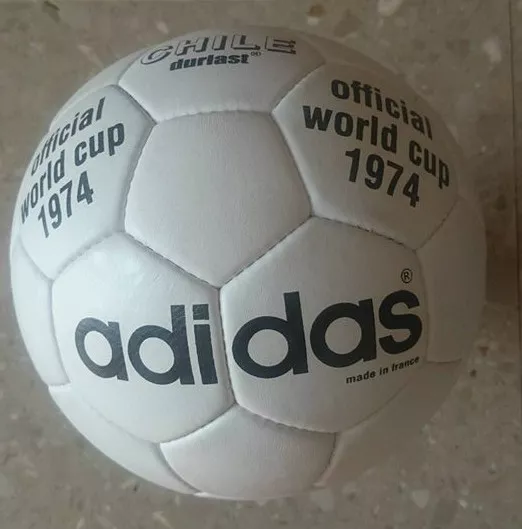 CHILE
durlast®
official
world cup
1974
official
world cup
1974
adidas®
made in france